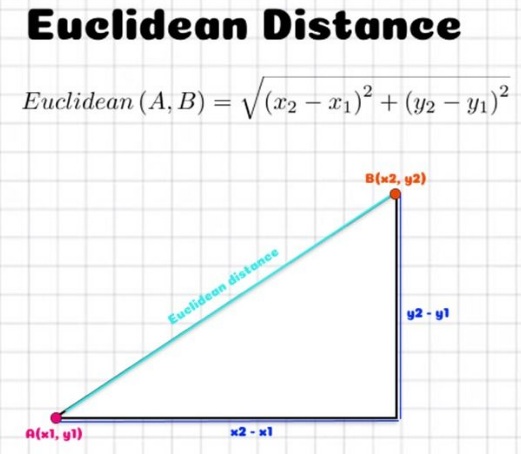 Euclidean Distance
Euclidean (A, B) = √((x₂ − x₁)² + (y₂ − y₁)²)
B(x2, y2)
Euclidean distance
y2 - y1
A(x1, y1)
x2 - x1